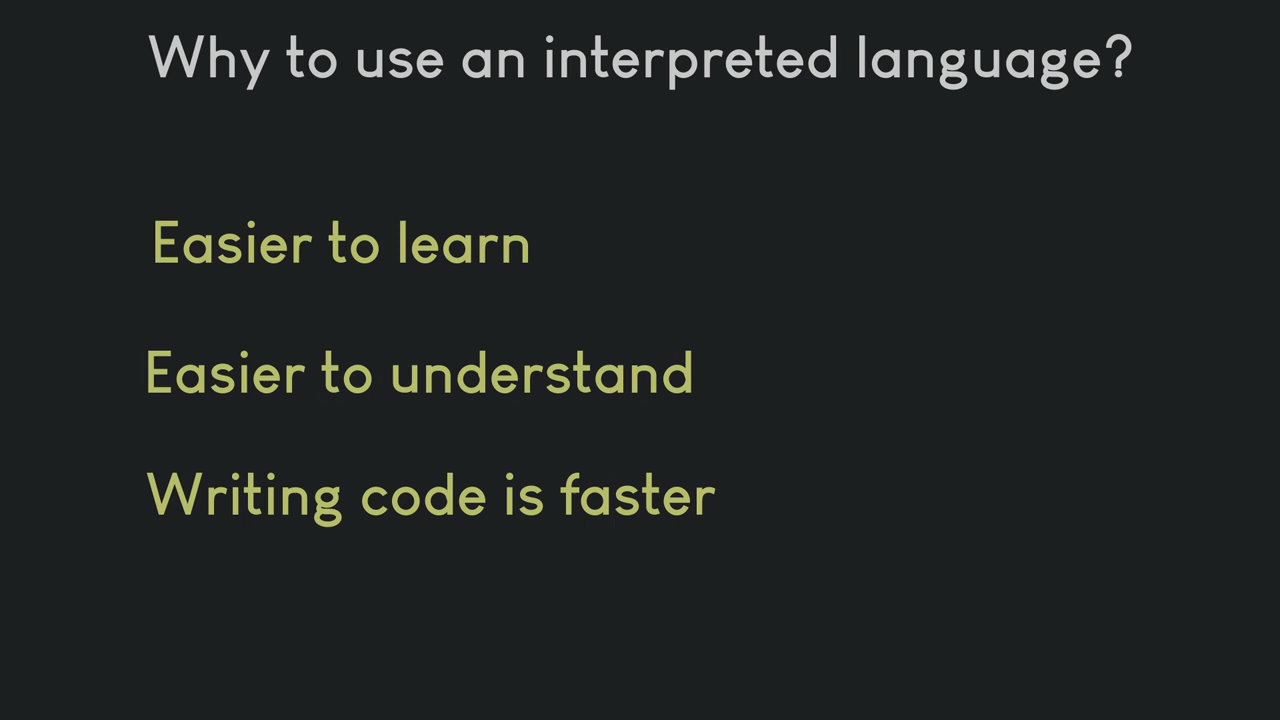 Why to use an interpreted language?
Easier to learn
Easier to understand
Writing code is faster